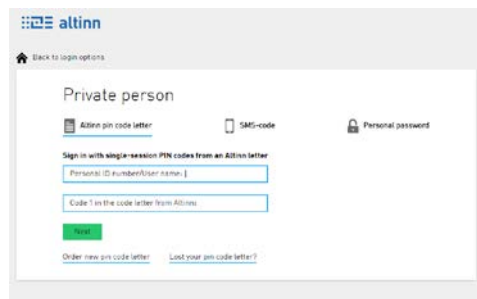 altinn
Back to login options
Private person
Altinn pin code letter
SMS-code
Personal password
Sign in with single-session PIN codes from an Altinn letter
Personal ID number/User name:
Code 1 in the code letter from Altinn:
Next
Order new pin code letter
Lost your pin code letter?